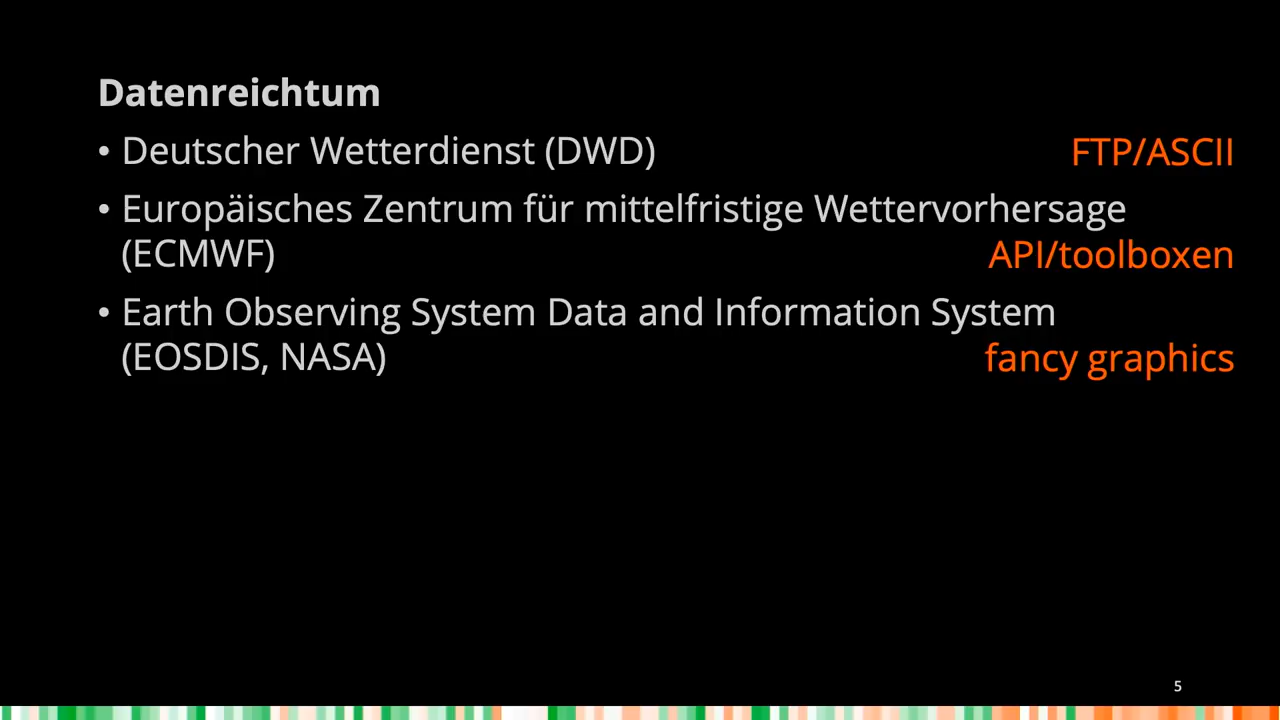 Datenreichtum
• Deutscher Wetterdienst (DWD) FTP/ASCII
• Europäisches Zentrum für mittelfristige Wettervorhersage
(ECMWF) API/toolboxen
• Earth Observing System Data and Information System
(EOSDIS, NASA) fancy graphics
5